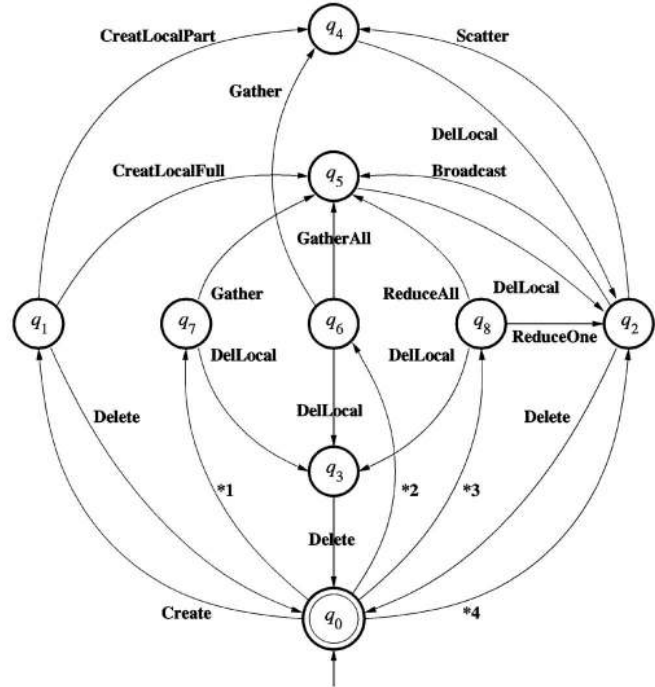 CreatLocalPart
q4
Scatter
Gather
DelLocal
CreatLocalFull
q5
Broadcast
GatherAll
Gather
ReduceAll
DelLocal
q1
q7
q6
q8
q2
ReduceOne
DelLocal
DelLocal
DelLocal
Delete
Delete
q3
*1
*2
*3
Delete
Create
q0
*4